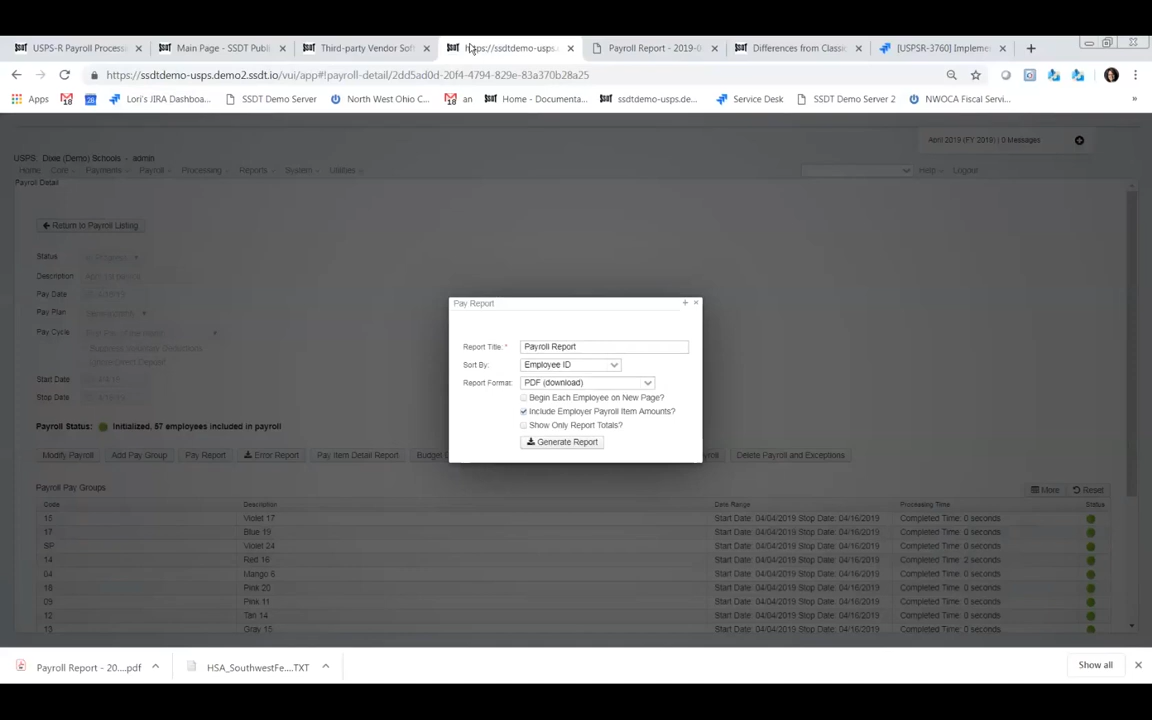 USPS-R Payroll Process
Main Page - SSDT Publ
Third-party Vendor Sof
https://ssdtdemo-usps.
Payroll Report - 2019-0
Differences from Classic
[USPSR-3760] Impleme
https://ssdtdemo-usps.demo2.ssdt.io/vui/app#!payroll-detail/2dd5ad0d-20f4-4794-829e-83a370b28a25
Apps
Lori's JIRA Dashboa...
SSDT Demo Server
North West Ohio C...
an
Home - Documenta...
ssdtdemo-usps.de...
Service Desk
SSDT Demo Server 2
NWOCA Fiscal Servi...
April 2019 (FY 2019) | 0 Messages
USPS: Dixie (Demo) Schools - admin
Home Core Payments Payroll Processing Reports System Utilities Help Logout
Payroll Detail
Return to Payroll Listing
Status
Description
Pay Date
Pay Plan
Pay Cycle
Start Date
Stop Date
Pay Report
Report Title: * Payroll Report
Sort By: Employee ID
Report Format: PDF (download)
Begin Each Employee on New Page?
Include Employer Payroll Item Amounts?
Show Only Report Totals?
Generate Report
Payroll Status: Initialized, 57 employees included in payroll
Modify Payroll Add Pay Group Pay Report Error Report Pay Item Detail Report Delete Payroll and Exceptions
Payroll Pay Groups More Reset
Code Description Date Range Processing Time Status
15 Violet 17 Start Date: 04/04/2019 Stop Date: 04/16/2019 Completed Time: 0 seconds
17 Blue 19 Start Date: 04/04/2019 Stop Date: 04/16/2019 Completed Time: 0 seconds
SP Violet 24 Start Date: 04/04/2019 Stop Date: 04/16/2019 Completed Time: 0 seconds
14 Red 16 Start Date: 04/04/2019 Stop Date: 04/16/2019 Completed Time: 2 seconds
04 Mango 6 Start Date: 04/04/2019 Stop Date: 04/16/2019 Completed Time: 0 seconds
18 Pink 20 Start Date: 04/04/2019 Stop Date: 04/16/2019 Completed Time: 0 seconds
09 Pink 11 Start Date: 04/04/2019 Stop Date: 04/16/2019 Completed Time: 0 seconds
12 Tan 14 Start Date: 04/04/2019 Stop Date: 04/16/2019 Completed Time: 0 seconds
13 Gray 15 Start Date: 04/04/2019 Stop Date: 04/16/2019 Completed Time: 0 seconds
Payroll Report - 20....pdf
HSA_SouthwestFe....TXT
Show all